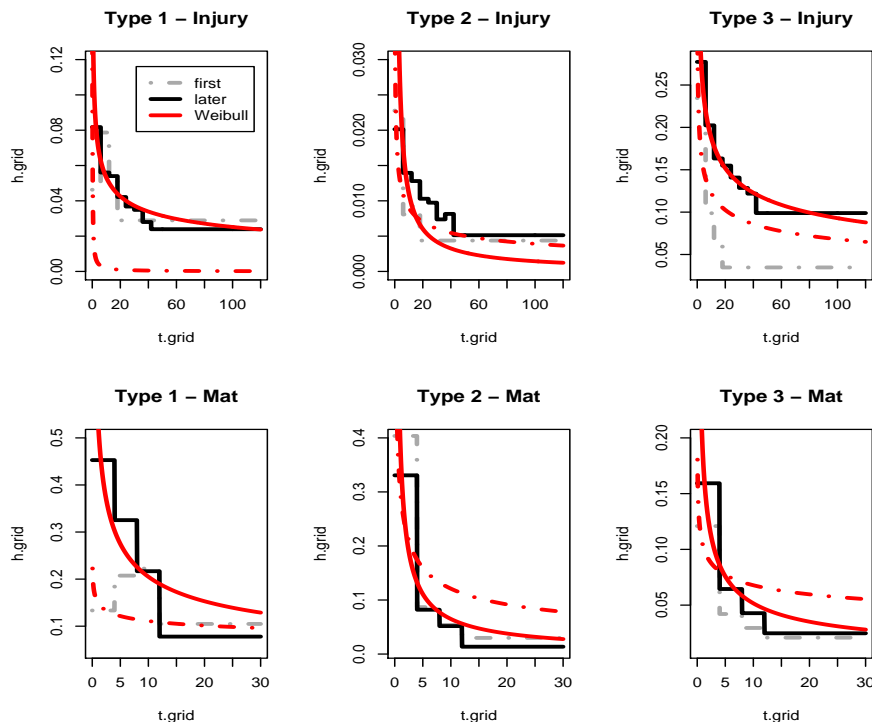 Type 1 – Injury
h.grid
0.00 0.04 0.08 0.12
first
later
Weibull
0 20 60 100
t.grid
Type 2 – Injury
h.grid
0.000 0.010 0.020 0.030
0 20 60 100
t.grid
Type 3 – Injury
h.grid
0.05 0.10 0.15 0.20 0.25
0 20 60 100
t.grid
Type 1 – Mat
h.grid
0.1 0.2 0.3 0.4 0.5
0 5 10 20 30
t.grid
Type 2 – Mat
h.grid
0.0 0.1 0.2 0.3 0.4
0 5 10 20 30
t.grid
Type 3 – Mat
h.grid
0.05 0.10 0.15 0.20
0 5 10 20 30
t.grid